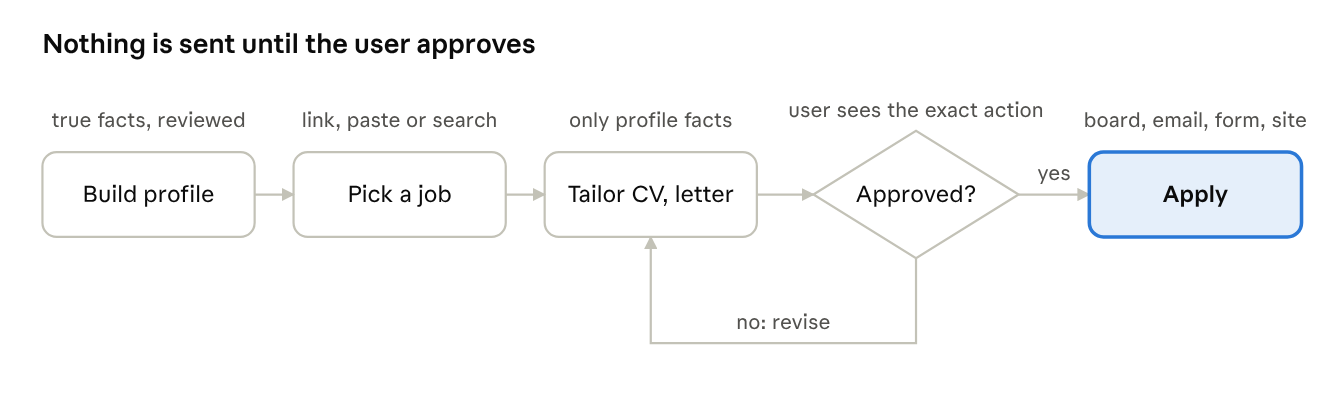 Nothing is sent until the user approves
true facts, reviewed
link, paste or search
only profile facts
user sees the exact action
board, email, form, site
Build profile
Pick a job
Tailor CV, letter
Approved?
yes
Apply
no: revise